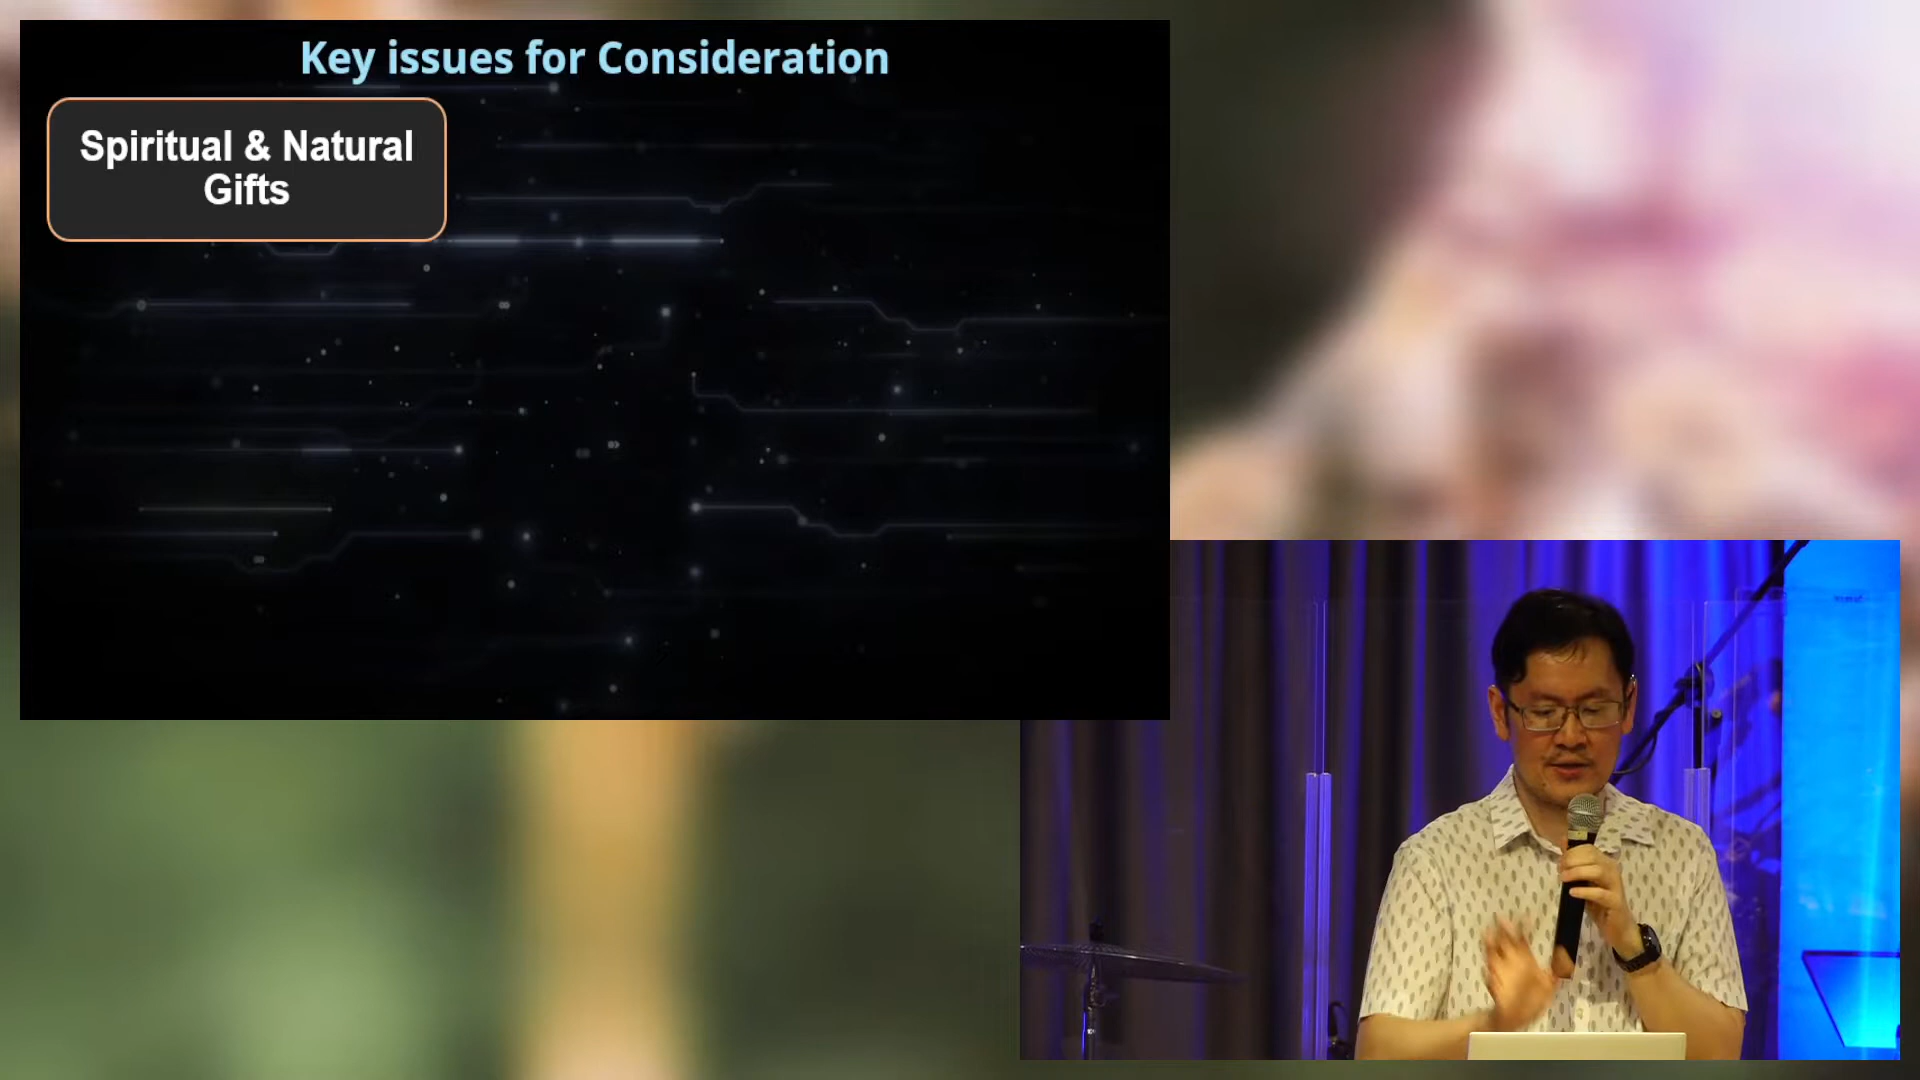 Key issues for Consideration
Spiritual & Natural
Gifts